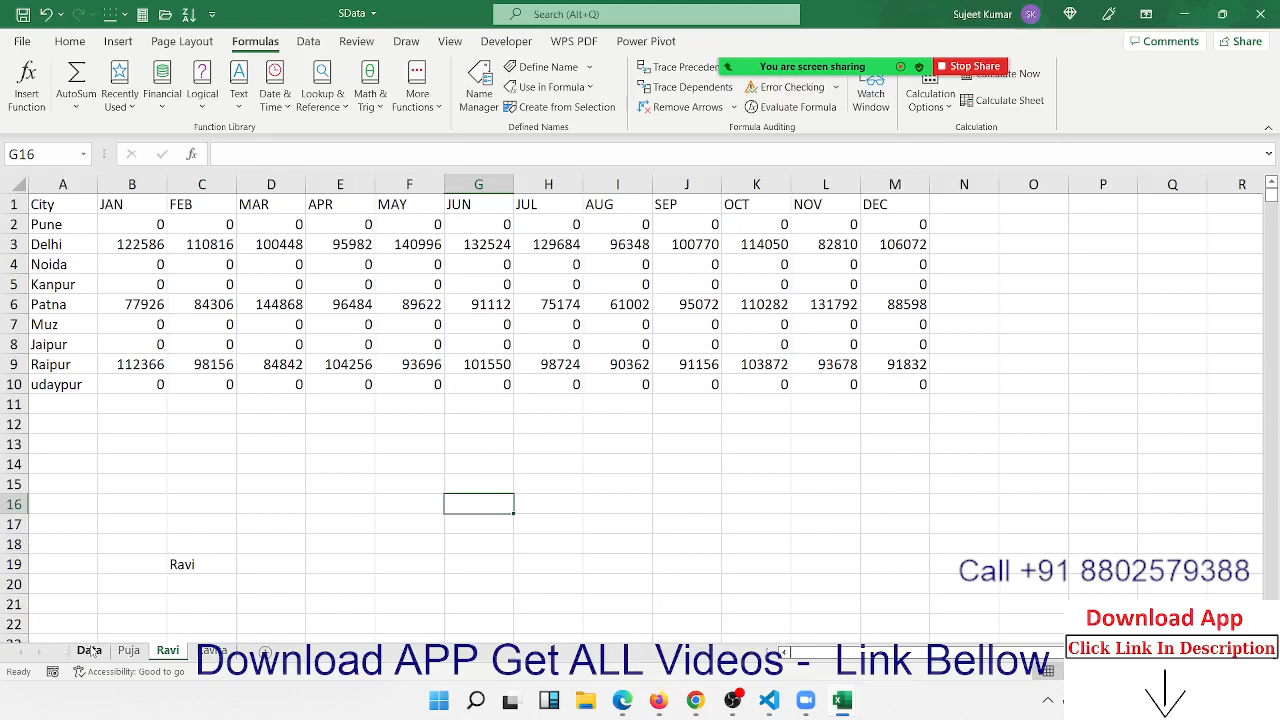 SData
Search (Alt+Q)
Sujeet Kumar SK
File Home Insert Page Layout Formulas Data Review Draw View Developer WPS PDF Power Pivot
Comments Share
You are screen sharing Stop Share
Insert Function
AutoSum
Recently Used
Text
Date & Time
Lookup & Reference
Math & Trig
More Functions
Function Library
Name Manager
Define Name
Use in Formula
Create from Selection
Defined Names
Trace Dependents
Remove Arrows
Error Checking
Evaluate Formula
Formula Auditing
Watch Window
Calculation Options
Calculate Sheet
Calculation
G16 fx
A B C D E F G H I J K L M N O P Q R
1 City JAN FEB MAR APR MAY JUN JUL AUG SEP OCT NOV DEC
2 Pune 0 0 0 0 0 0 0 0 0 0 0 0
3 Delhi 122586 110816 100448 95982 140996 132524 129684 96348 100770 114050 82810 106072
4 Noida 0 0 0 0 0 0 0 0 0 0 0 0
5 Kanpur 0 0 0 0 0 0 0 0 0 0 0 0
6 Patna 77926 84306 144868 96484 89622 91112 75174 61002 95072 110282 131792 88598
7 Muz 0 0 0 0 0 0 0 0 0 0 0 0
8 Jaipur 0 0 0 0 0 0 0 0 0 0 0 0
9 Raipur 112366 98156 84842 104256 93696 101550 98724 90362 91156 103872 93678 91832
10 udaypur 0 0 0 0 0 0 0 0 0 0 0 0
11
12
13
14
15
16
17
18
19 Ravi
20
21
22
Call +91 8802579388
Download App
Click Link In Description
Data Puja Ravi
Download APP Get ALL Videos - Link Bellow
Ready Accessibility: Good to go